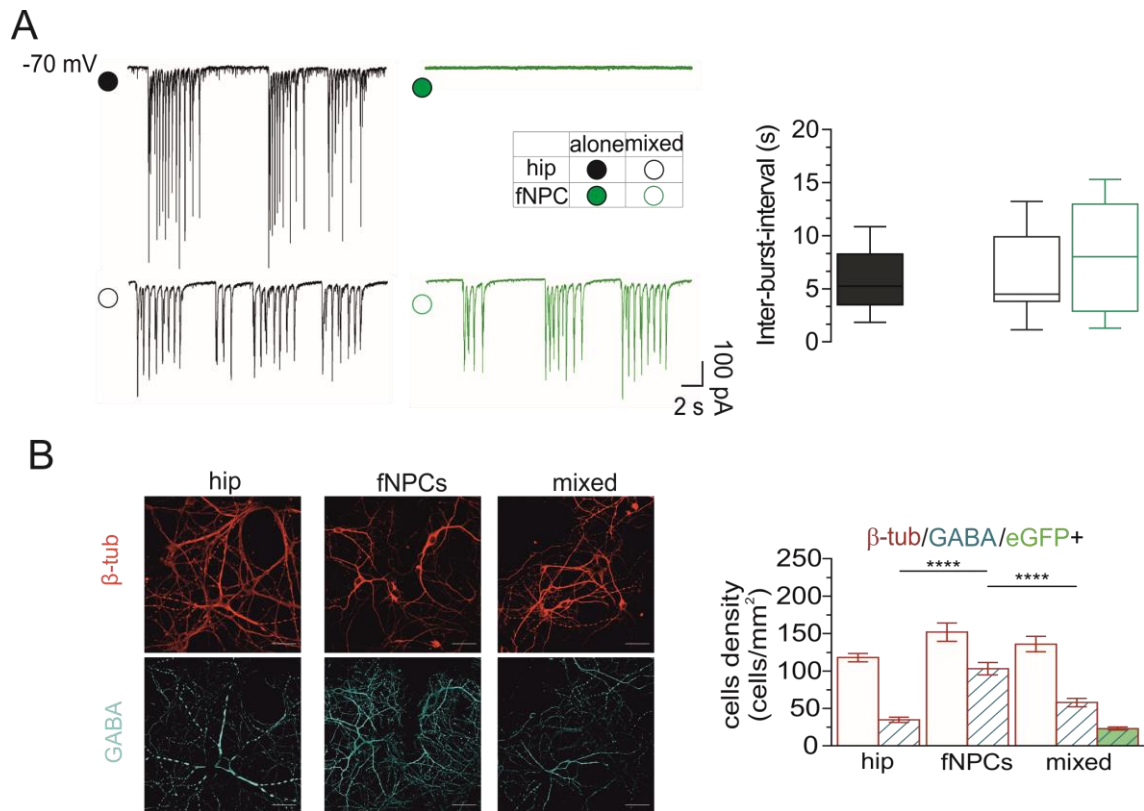 A
-70 mV
alone mixed
hip
fNPC
100 pA
2 s
Inter-burst-interval (s)
20
15
10
5
0
B
hip fNPCs mixed
β-tub
GABA
β-tub/GABA/eGFP+
**** ****
cells density
(cells/mm²)
250
200
150
100
50
0
hip fNPCs mixed